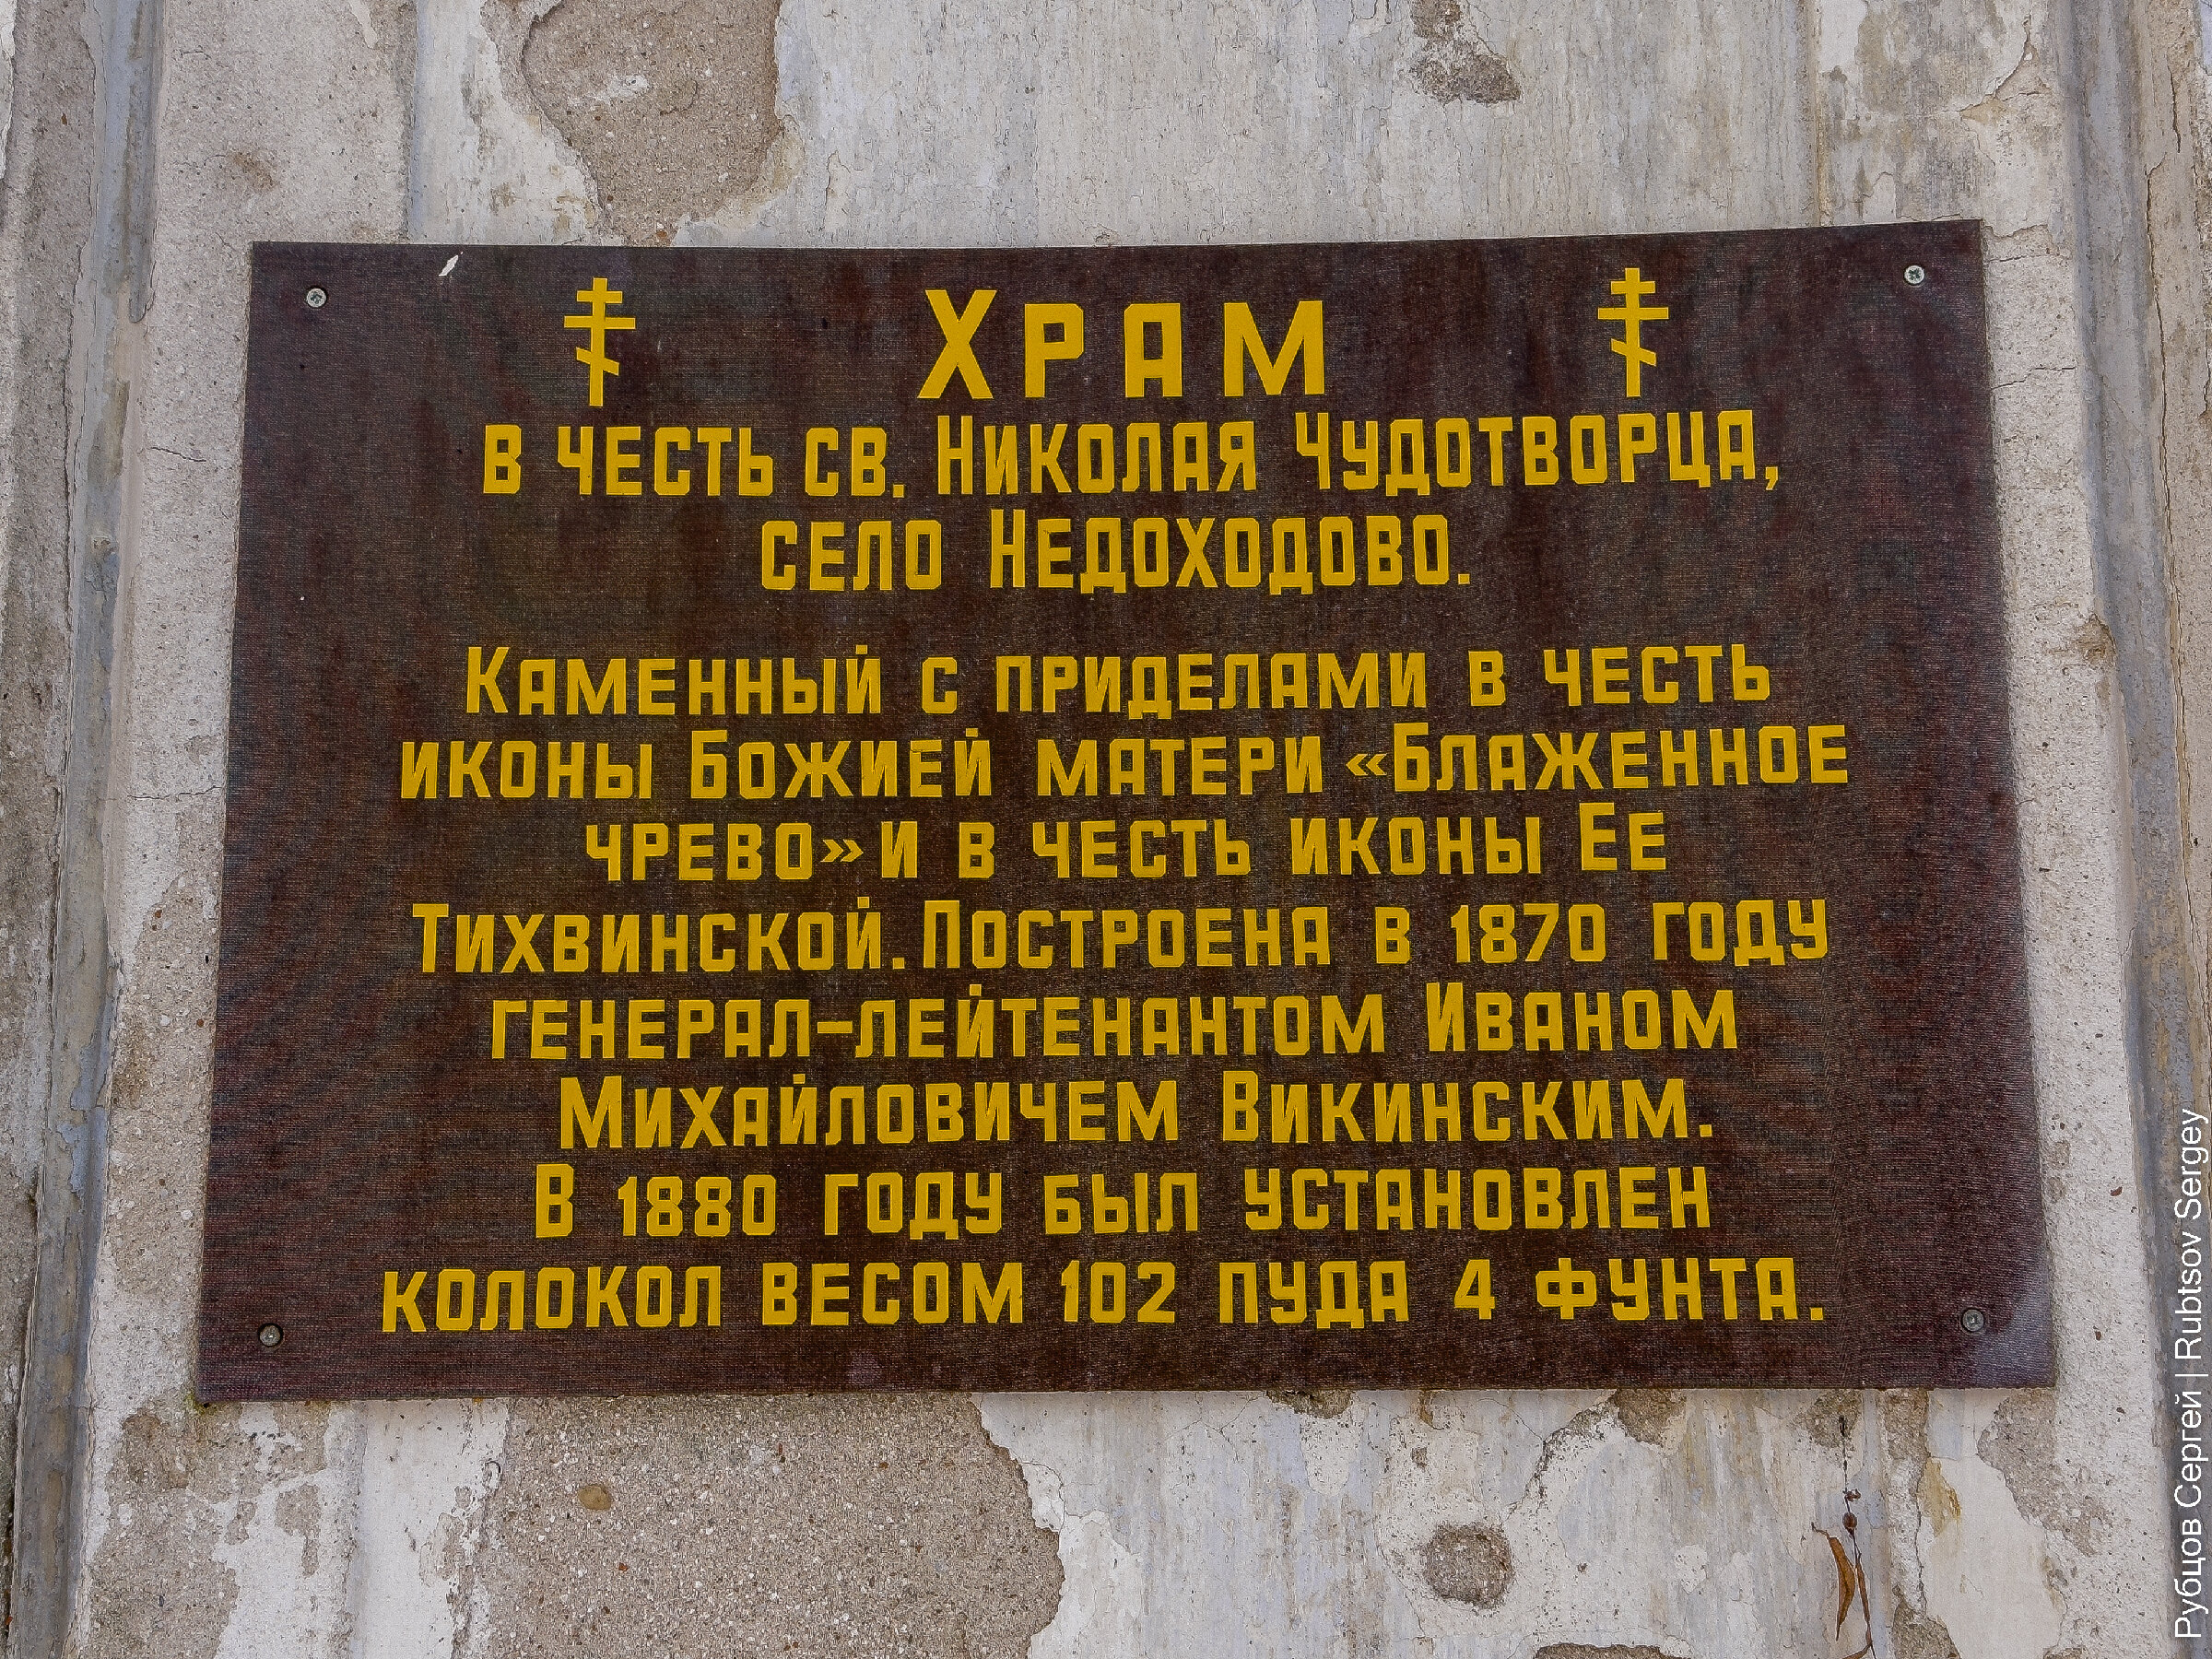 ХРАМ
в честь св. Николая Чудотворца,
село Недоходово.
Каменный с приделами в честь
иконы Божией матери «Блаженное
чрево» и в честь иконы Ее
Тихвинской. Построена в 1870 году
генерал-лейтенантом Иваном
Михайловичем Викинским.
В 1880 году был установлен
колокол весом 102 пуда 4 фунта.
Рубцов Сергей | Rubtsov Sergey